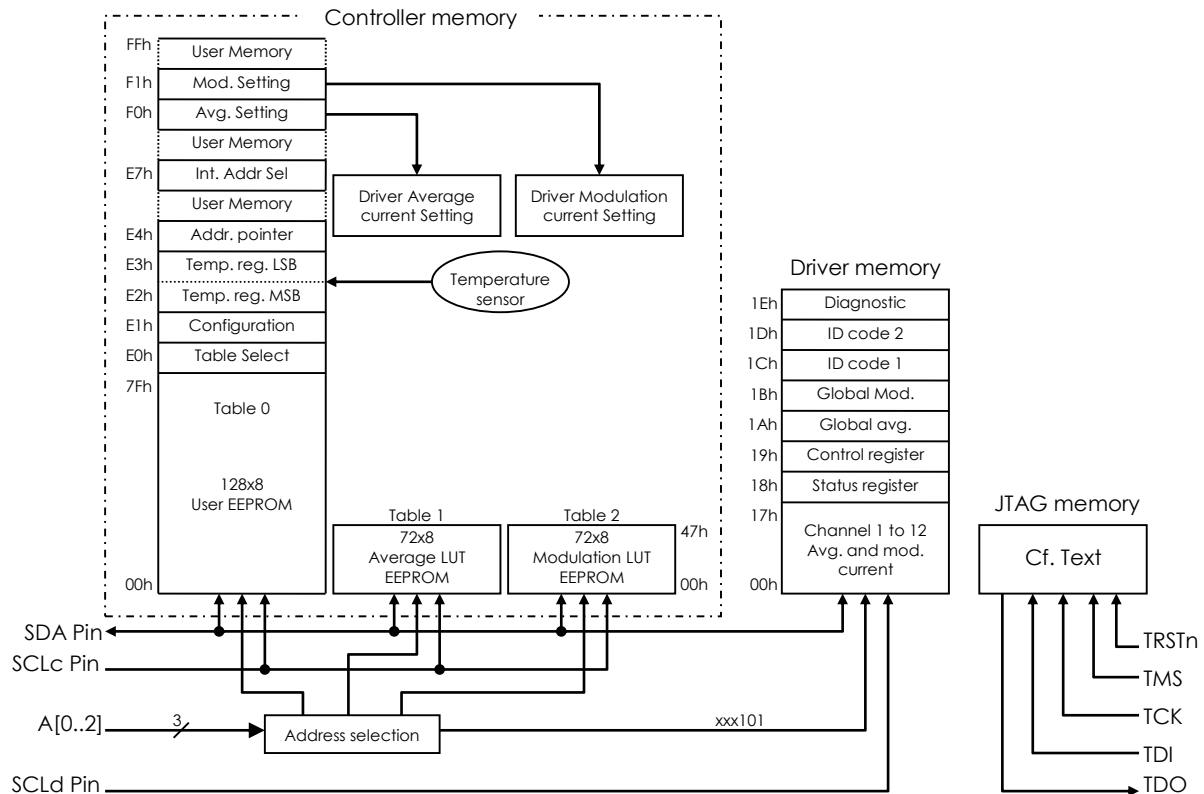 Controller memory
FFh
User Memory
F1h
Mod. Setting
F0h
Avg. Setting
User Memory
E7h
Int. Addr Sel
User Memory
E4h
Addr. pointer
E3h
Temp. reg. LSB
E2h
Temp. reg. MSB
E1h
Configuration
E0h
Table Select
7Fh
Table 0
128x8
User EEPROM
00h
Driver Average
current Setting
Driver Modulation
current Setting
Temperature
sensor
Table 1
72x8
Average LUT
EEPROM
Table 2
72x8
Modulation LUT
EEPROM
47h
00h
Driver memory
1Eh
Diagnostic
1Dh
ID code 2
1Ch
ID code 1
1Bh
Global Mod.
1Ah
Global avg.
19h
Control register
18h
Status register
17h
Channel 1 to 12
Avg. and mod.
current
00h
JTAG memory
Cf. Text
SDA Pin
SCLc Pin
A[0..2]
3
Address selection
xxx101
SCLd Pin
TRSTn
TMS
TCK
TDI
TDO